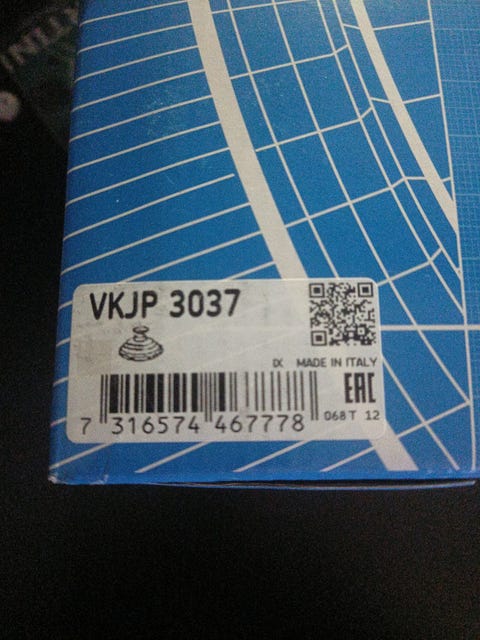 VKJP 3037
IX MADE IN ITALY
EAC
7 316574 467778
068T 12